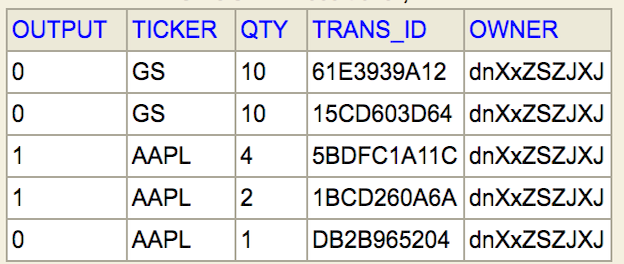 OUTPUT TICKER QTY TRANS_ID OWNER
0 GS 10 61E3939A12 dnXxZSZJXJ
0 GS 10 15CD603D64 dnXxZSZJXJ
1 AAPL 4 5BDFC1A11C dnXxZSZJXJ
1 AAPL 2 1BCD260A6A dnXxZSZJXJ
0 AAPL 1 DB2B965204 dnXxZSZJXJ